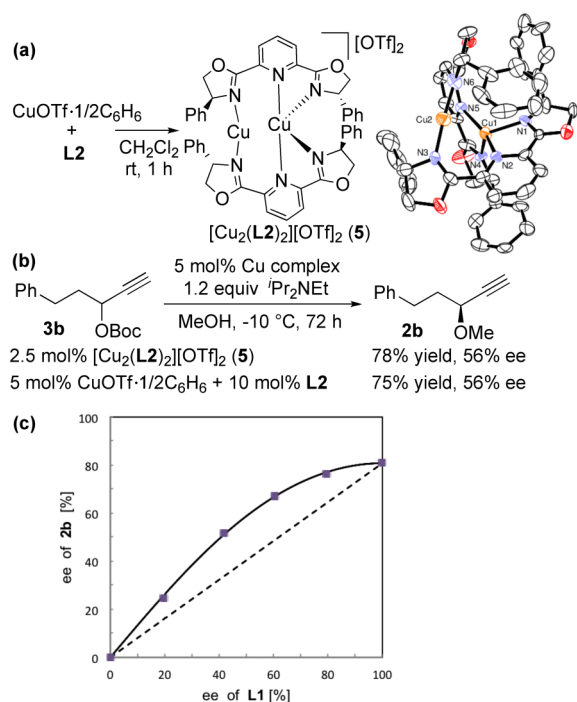 (a)
CuOTf·1/2C6H6
+
L2
CH2Cl2
rt, 1 h
[OTf]2
O O
N
N N
Ph Ph
Cu Cu
Ph Ph
N N
N
O O
[Cu2(L2)2][OTf]2 (5)
N6
N5
Cu1
N1
Cu2
N3
N4 N2
(b)
Ph
3b
OBoc
5 mol% Cu complex
1.2 equiv iPr2NEt
MeOH, -10 °C, 72 h
Ph
2b
OMe
2.5 mol% [Cu2(L2)2][OTf]2 (5) 78% yield, 56% ee
5 mol% CuOTf·1/2C6H6 + 10 mol% L2 75% yield, 56% ee
(c)
ee of 2b [%]
100
80
60
40
20
0
0 20 40 60 80 100
ee of L1 [%]